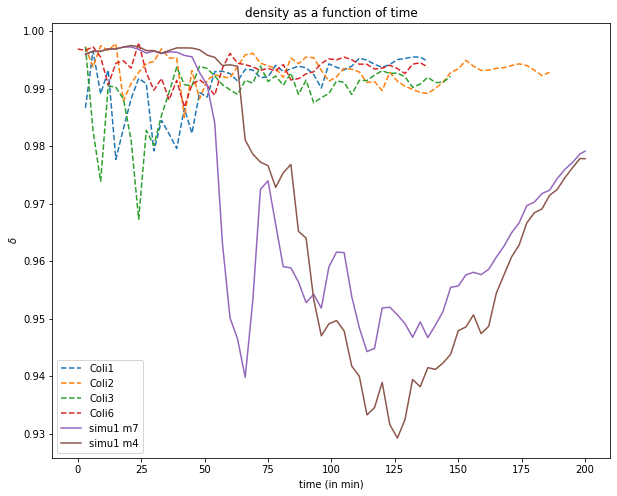 density as a function of time
1.00
0.99
0.98
0.97
0.96
0.95
0.94
0.93
δ
Coli1
Coli2
Coli3
Coli6
simu1 m7
simu1 m4
0 25 50 75 100 125 150 175 200
time (in min)